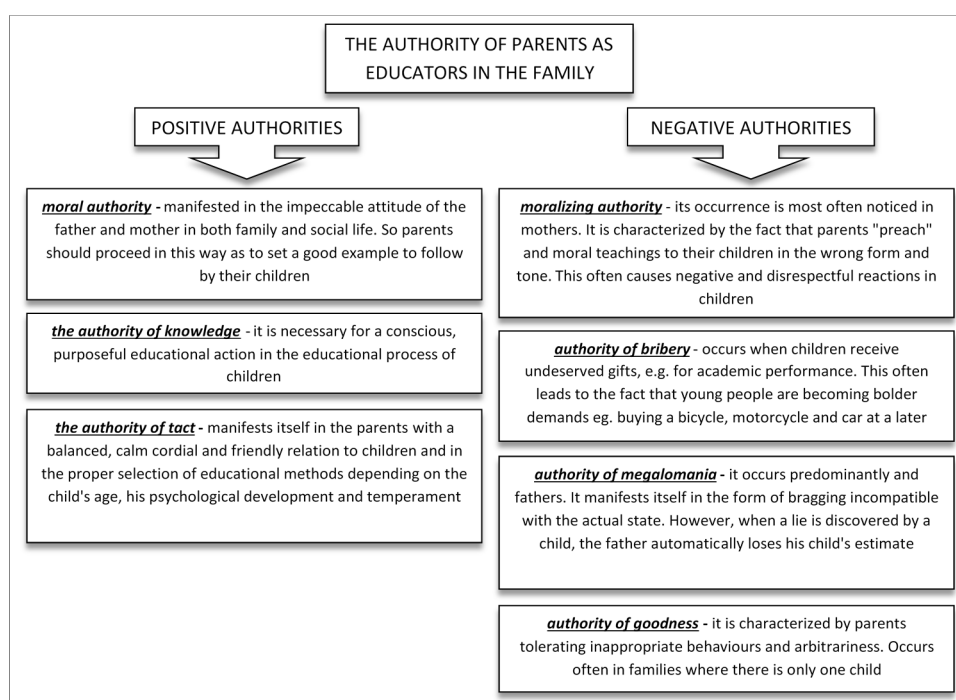 THE AUTHORITY OF PARENTS AS
EDUCATORS IN THE FAMILY
POSITIVE AUTHORITIES
moral authority - manifested in the impeccable attitude of the
father and mother in both family and social life. So parents
should proceed in this way as to set a good example to follow
by their children
the authority of knowledge - it is necessary for a conscious,
purposeful educational action in the educational process of
children
the authority of tact - manifests itself in the parents with a
balanced, calm cordial and friendly relation to children and in
the proper selection of educational methods depending on the
child's age, his psychological development and temperament
NEGATIVE AUTHORITIES
moralizing authority - its occurrence is most often noticed in
mothers. It is characterized by the fact that parents "preach"
and moral teachings to their children in the wrong form and
tone. This often causes negative and disrespectful reactions in
children
authority of bribery - occurs when children receive
undeserved gifts, e.g. for academic performance. This often
leads to the fact that young people are becoming bolder
demands eg. buying a bicycle, motorcycle and car at a later
authority of megalomania - it occurs predominantly and
fathers. It manifests itself in the form of bragging incompatible
with the actual state. However, when a lie is discovered by a
child, the father automatically loses his child's estimate
authority of goodness - it is characterized by parents
tolerating inappropriate behaviours and arbitrariness. Occurs
often in families where there is only one child